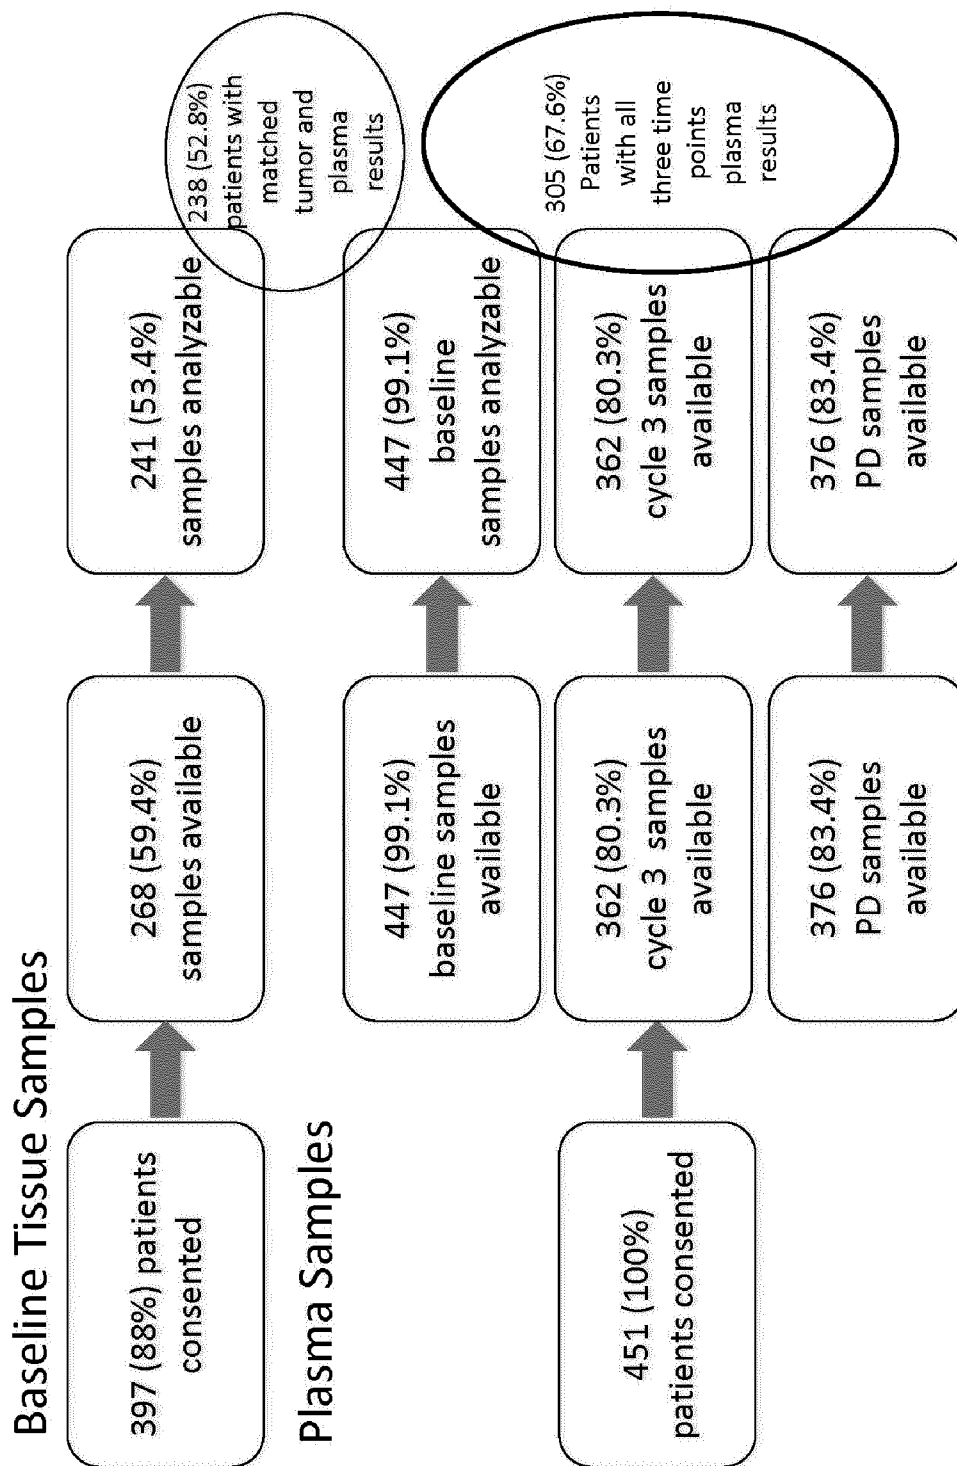 Baseline Tissue Samples
397 (88%) patients
consented
268 (59.4%)
samples available
241 (53.4%)
samples analyzable
238 (52.8%)
patients with
matched
tumor and
plasma
results
Plasma Samples
451 (100%)
patients consented
447 (99.1%)
baseline samples
available
447 (99.1%)
baseline
samples analyzable
362 (80.3%)
cycle 3 samples
available
362 (80.3%)
cycle 3 samples
available
376 (83.4%)
PD samples
available
376 (83.4%)
PD samples
available
305 (67.6%)
Patients
with all
three time
points
plasma
results